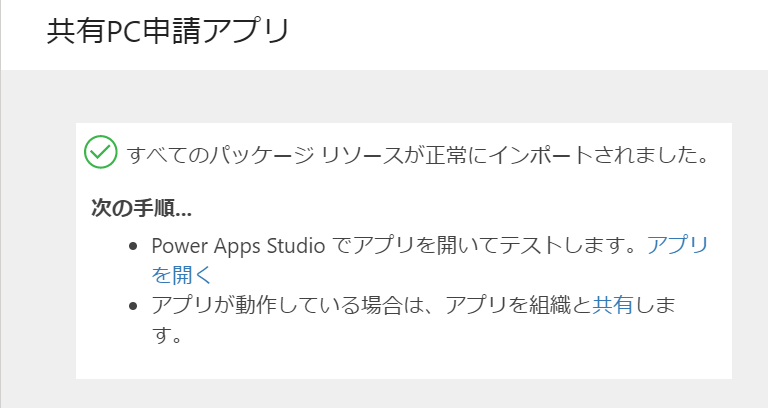 共有PC申請アプリ
すべてのパッケージ リソースが正常にインポートされました。
次の手順...
• Power Apps Studio でアプリを開いてテストします。アプリ
を開く
• アプリが動作している場合は、アプリを組織と共有しま
す。